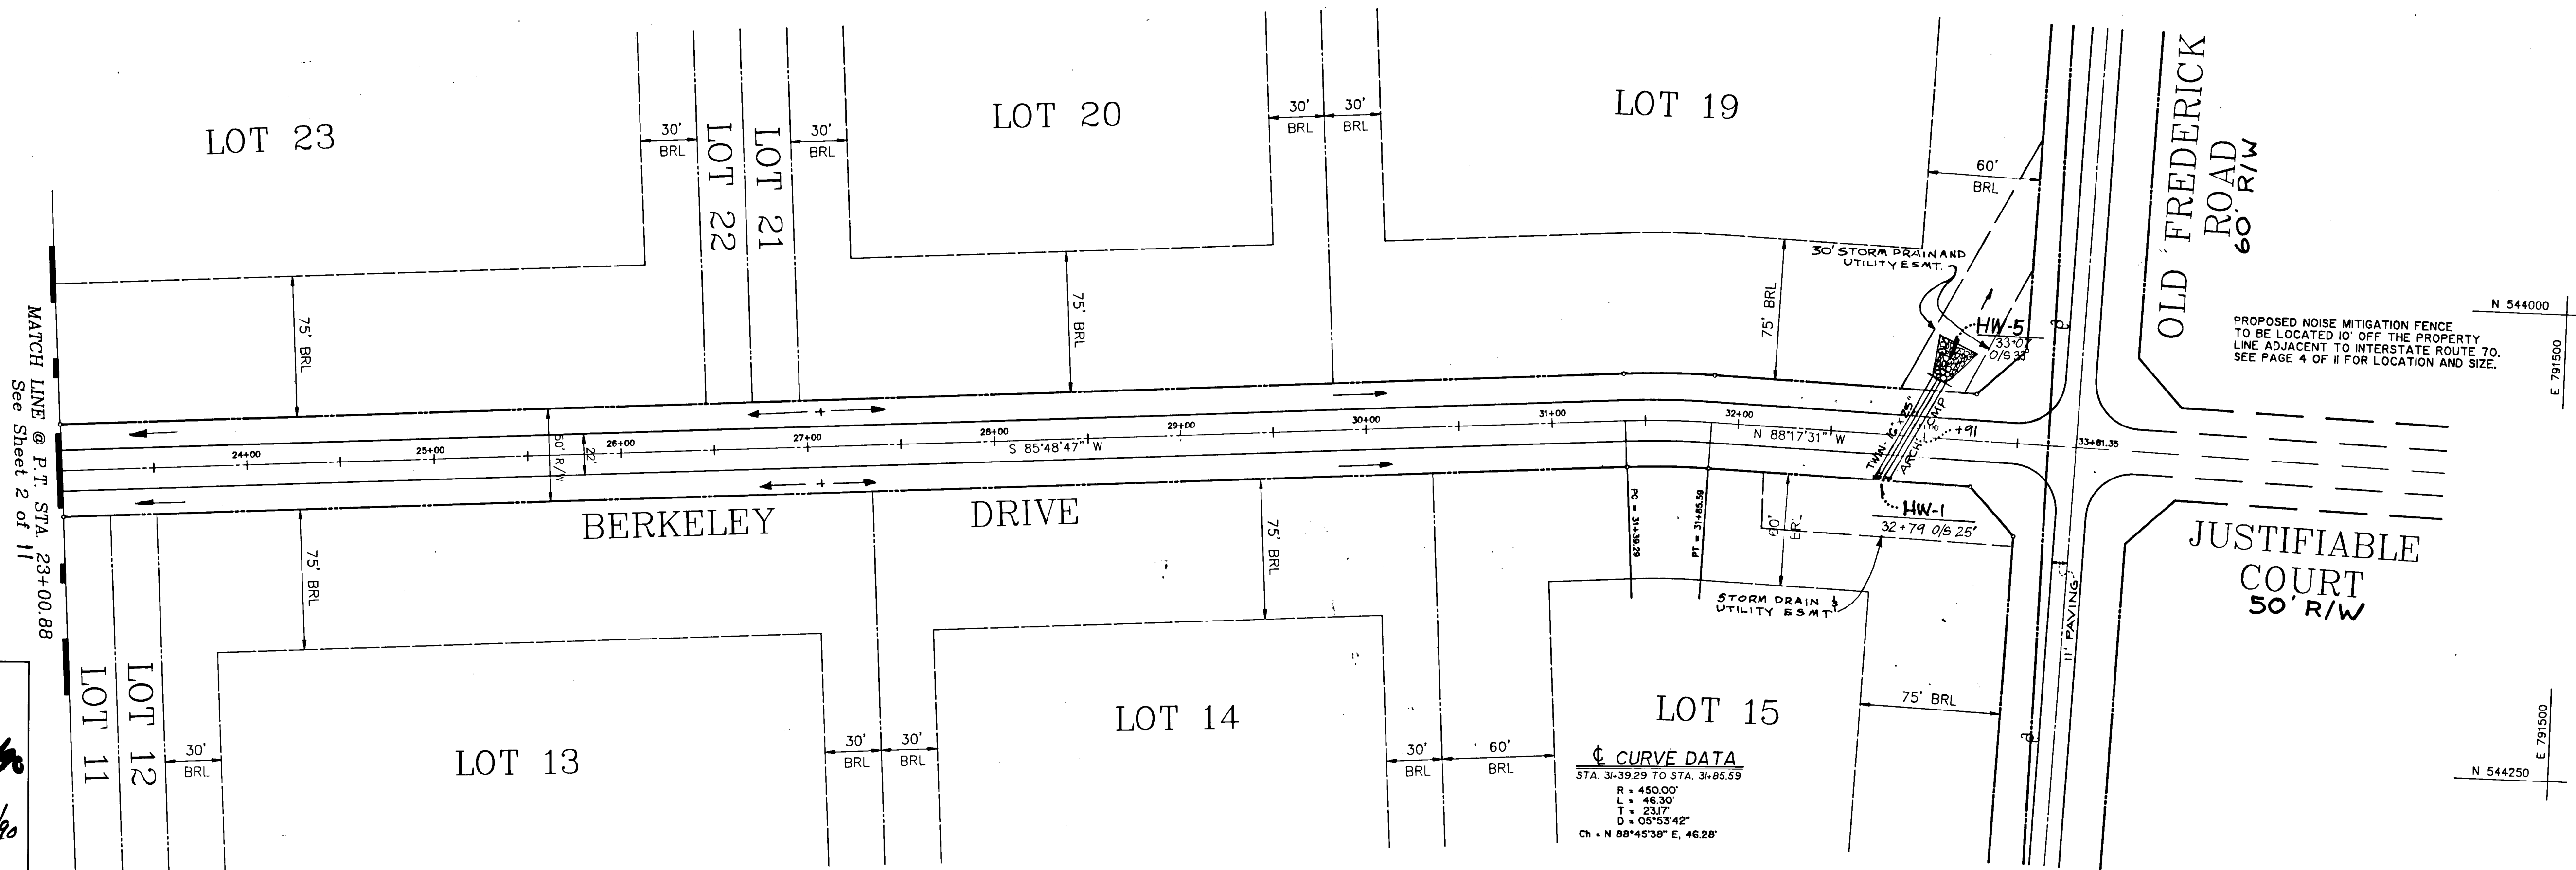 LOT 23
30'
BRL
LOT 22
LOT 21
30'
BRL
LOT 20
30'
BRL
30'
BRL
LOT 19
60'
BRL
OLD FREDERICK
ROAD
60' R/W
75' BRL
75' BRL
75' BRL
30' STORM DRAIN AND
UTILITY ESMT.
HW-5
33+07
O/S 33'
N 544000
E 791500
PROPOSED NOISE MITIGATION FENCE
TO BE LOCATED 10' OFF THE PROPERTY
LINE ADJACENT TO INTERSTATE ROUTE 70.
SEE PAGE 4 OF 11 FOR LOCATION AND SIZE.
MATCH LINE @ P.T. STA. 23+00.88
See Sheet 2 of 11
24+00
25+00
26+00
27+00
28+00
29+00
30+00
31+00
32+00
33+81.35
50' R/W
22'
S 85°48'47" W
N 88°17'31" W
TWIN 16" x 25"
ARCH CMP
+91
BERKELEY DRIVE
PC = 31+39.29
PT = 31+85.59
HW-1
32+79 O/S 25'
JUSTIFIABLE
COURT
50' R/W
75' BRL
75' BRL
60'
STORM DRAIN &
UTILITY ESMT
11' PAVING
LOT 11
LOT 12
30'
BRL
LOT 13
30'
BRL
30'
BRL
LOT 14
30'
BRL
60'
BRL
LOT 15
75' BRL
℄ CURVE DATA
STA. 31+39.29 TO STA. 31+85.59
R = 450.00'
L = 46.30'
T = 23.17'
D = 05°53'42"
Ch = N 88°45'38" E, 46.28'
E 791500
N 544250